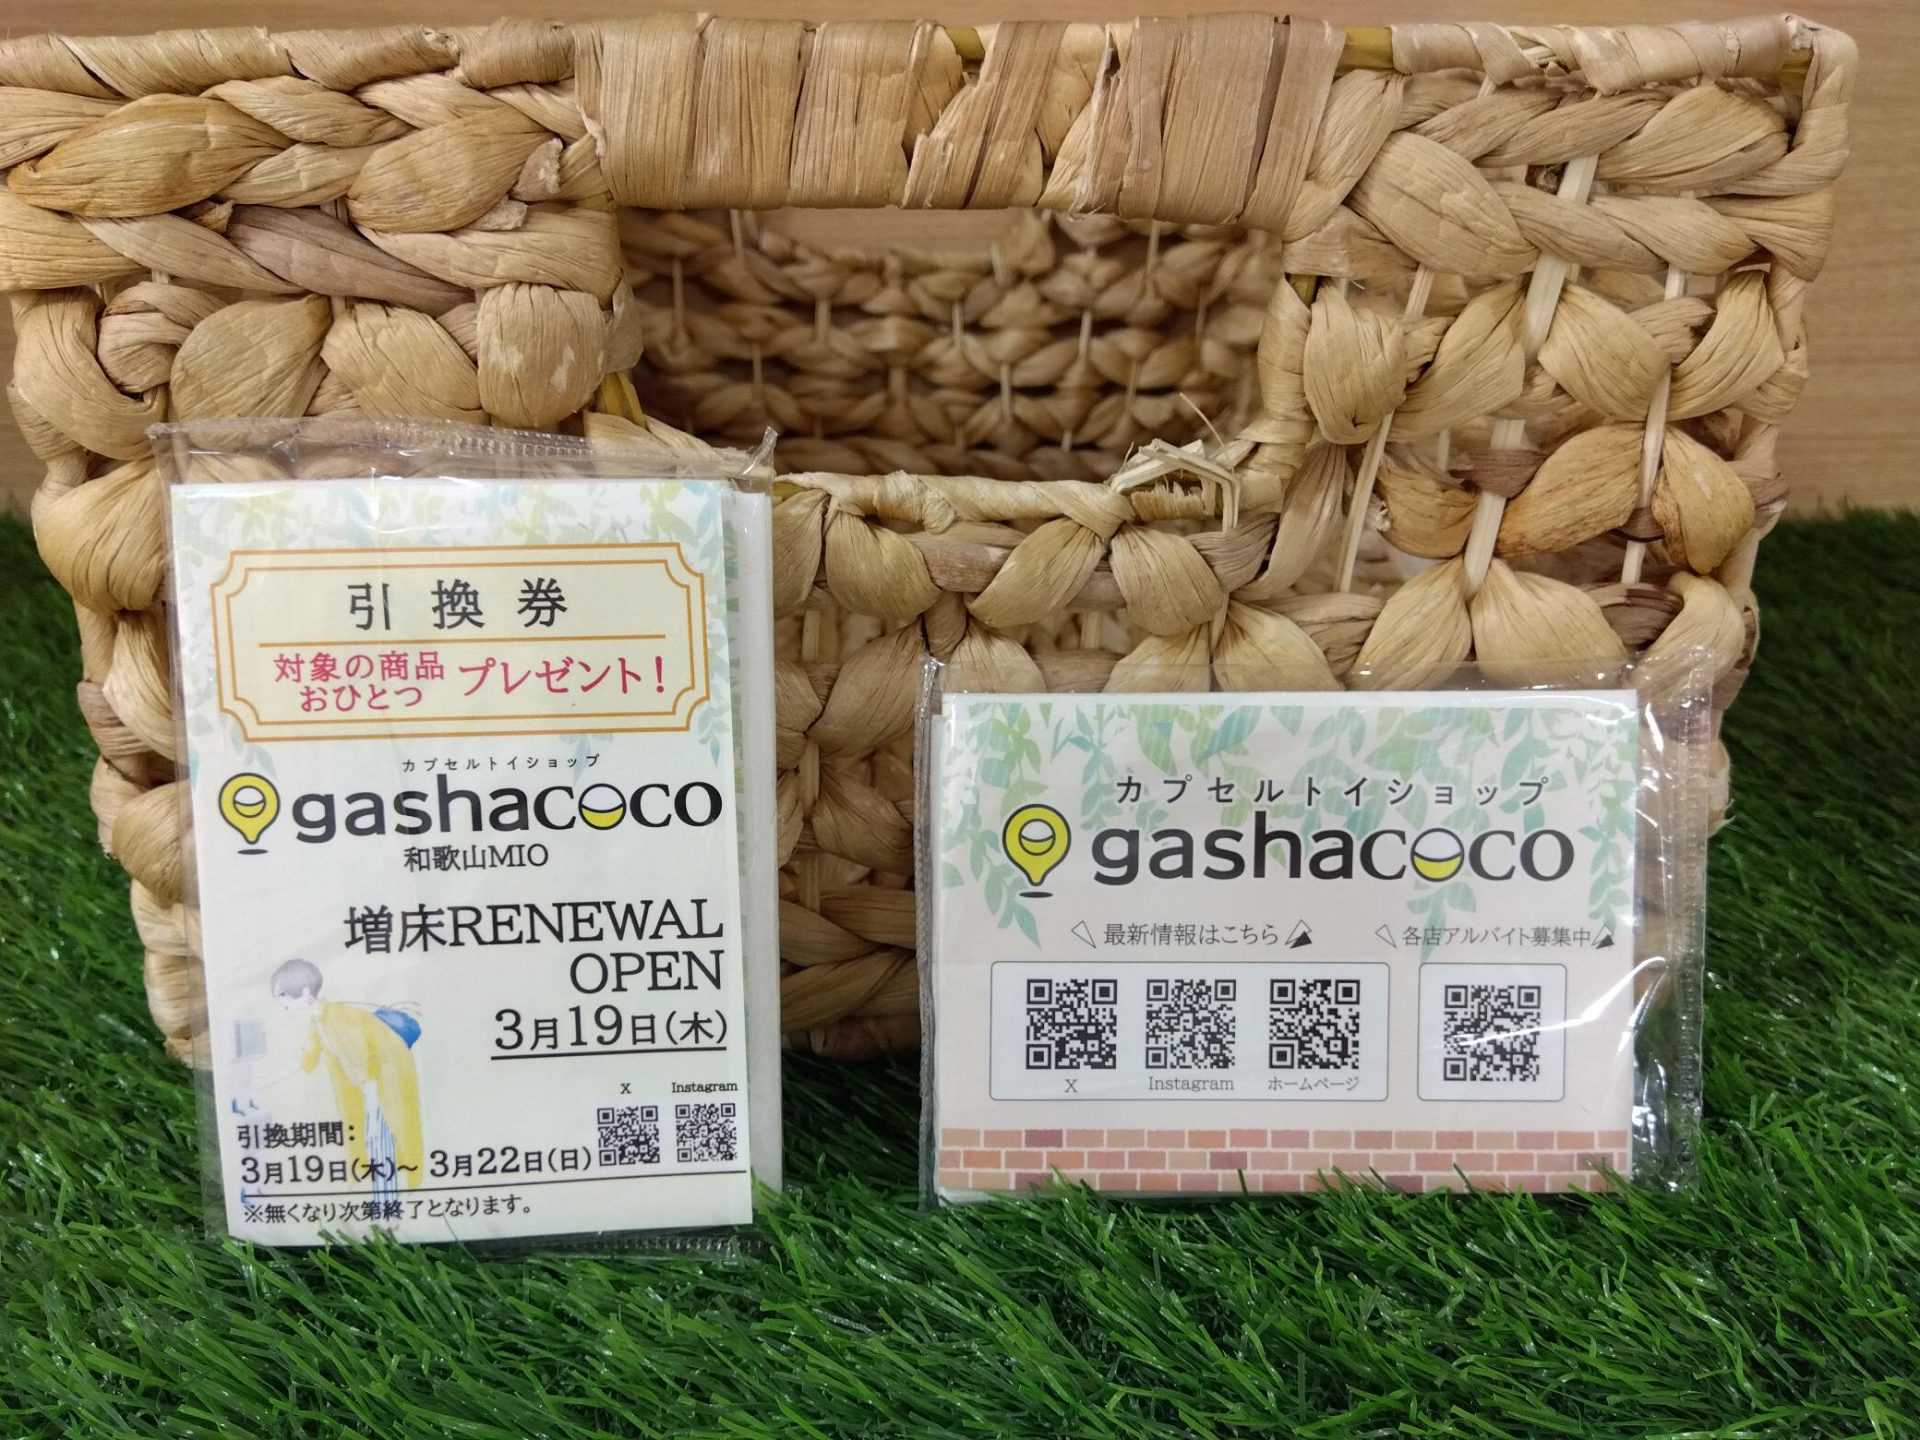 引換券
対象の商品
おひとつ プレゼント!
カプセルトイショップ
gashacoco
和歌山MIO
増床RENEWAL
OPEN
3月19日(木)
X Instagram
引換期間:
3月19日(木)~ 3月22日(日)
※無くなり次第終了となります。
カプセルトイショップ
gashacoco
最新情報はこちら
各店アルバイト募集中
X Instagram ホームページ